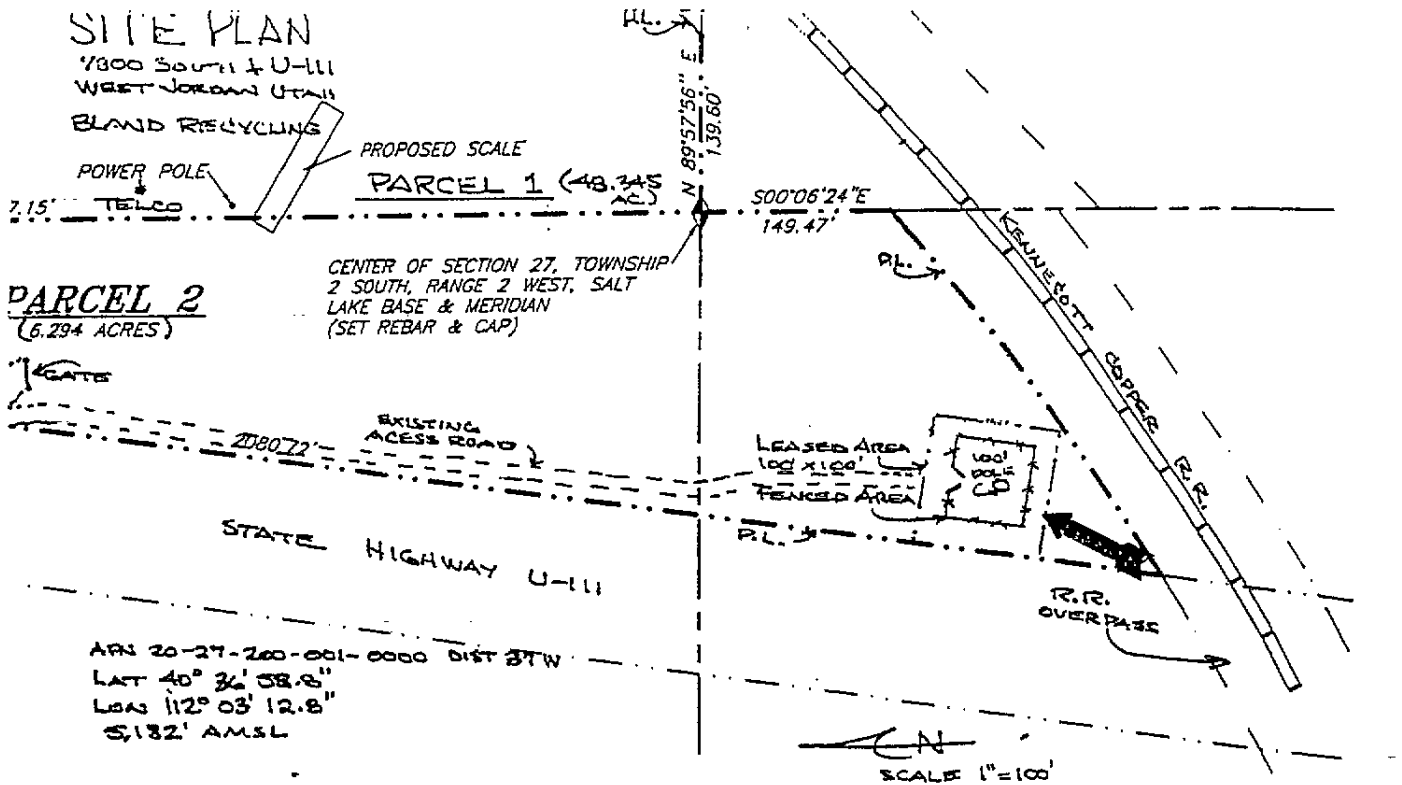 SITE PLAN
7800 SOUTH & U-111
WEST JORDAN UTAH
BLAND RECYCLING
POWER POLE
TELCO
PROPOSED SCALE
PARCEL 1 (48.345
AC)
7.15'
N 89°57'56" E
139.60'
S00°06'24"E
149.47'
CENTER OF SECTION 27, TOWNSHIP
2 SOUTH, RANGE 2 WEST, SALT
LAKE BASE & MERIDIAN
(SET REBAR & CAP)
PARCEL 2
(6.294 ACRES)
GATE
P.L.
KENNECOTT COPPER R.R.
2080.72'
EXISTING
ACESS ROAD
LEASED AREA
100' X 100'
FENCED AREA
100'
POLE
P.L.
STATE HIGHWAY U-111
R.R.
OVERPASS
APN 20-27-200-001-0000 DIST 37W
LAT 40° 36' 58.8"
LON 112° 03' 12.8"
5,182' AMSL
N
SCALE 1"=100'